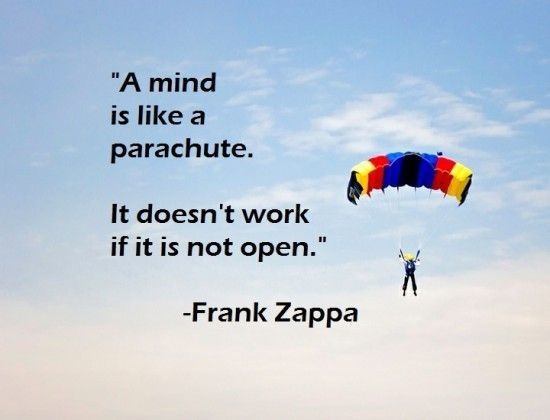 "A mind
is like a
parachute.
It doesn't work
if it is not open."
-Frank Zappa